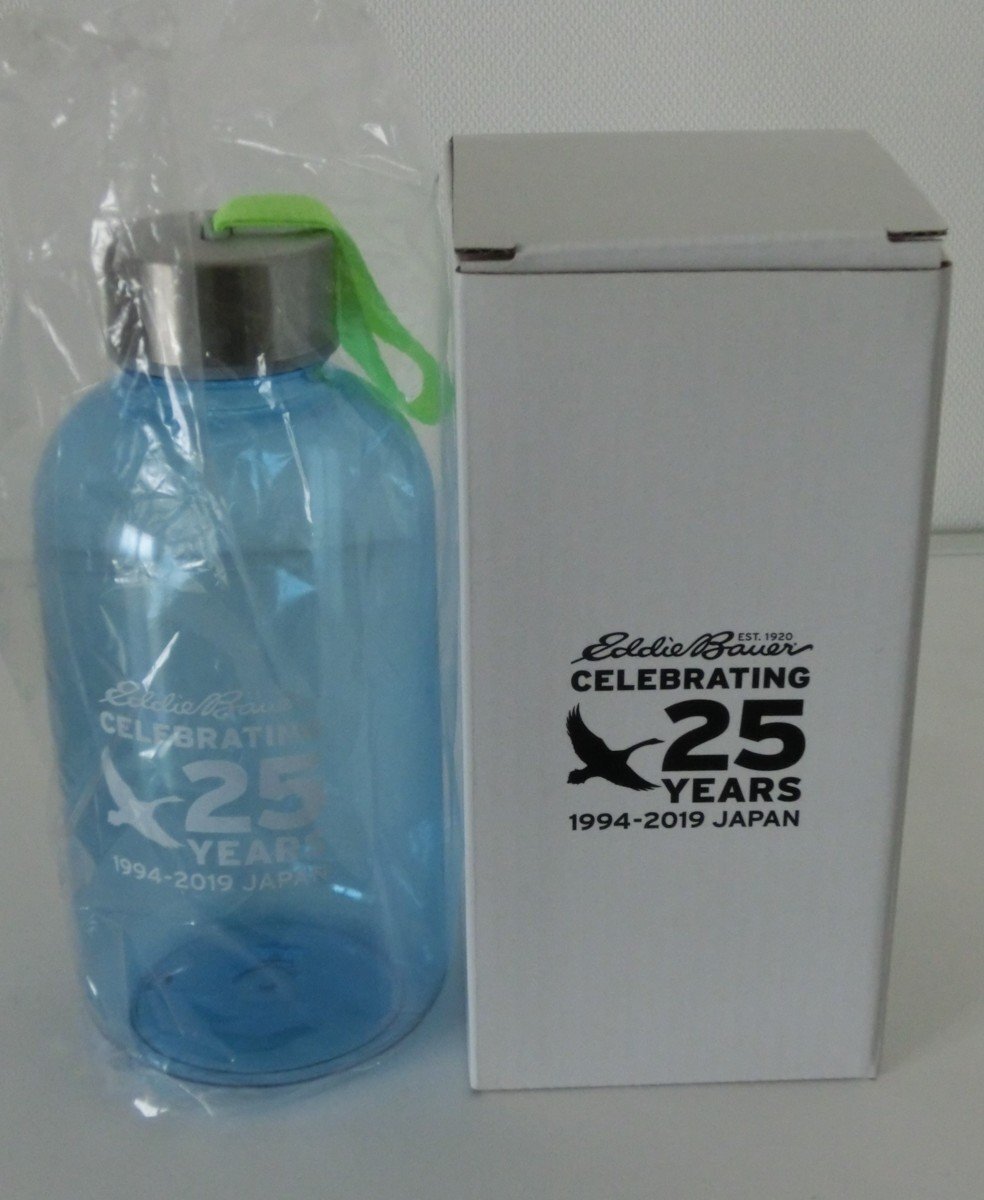 Eddie Bauer
CELEBRATING
25
YEARS
1994-2019 JAPAN
Eddie Bauer
EST. 1920
CELEBRATING
25
YEARS
1994-2019 JAPAN